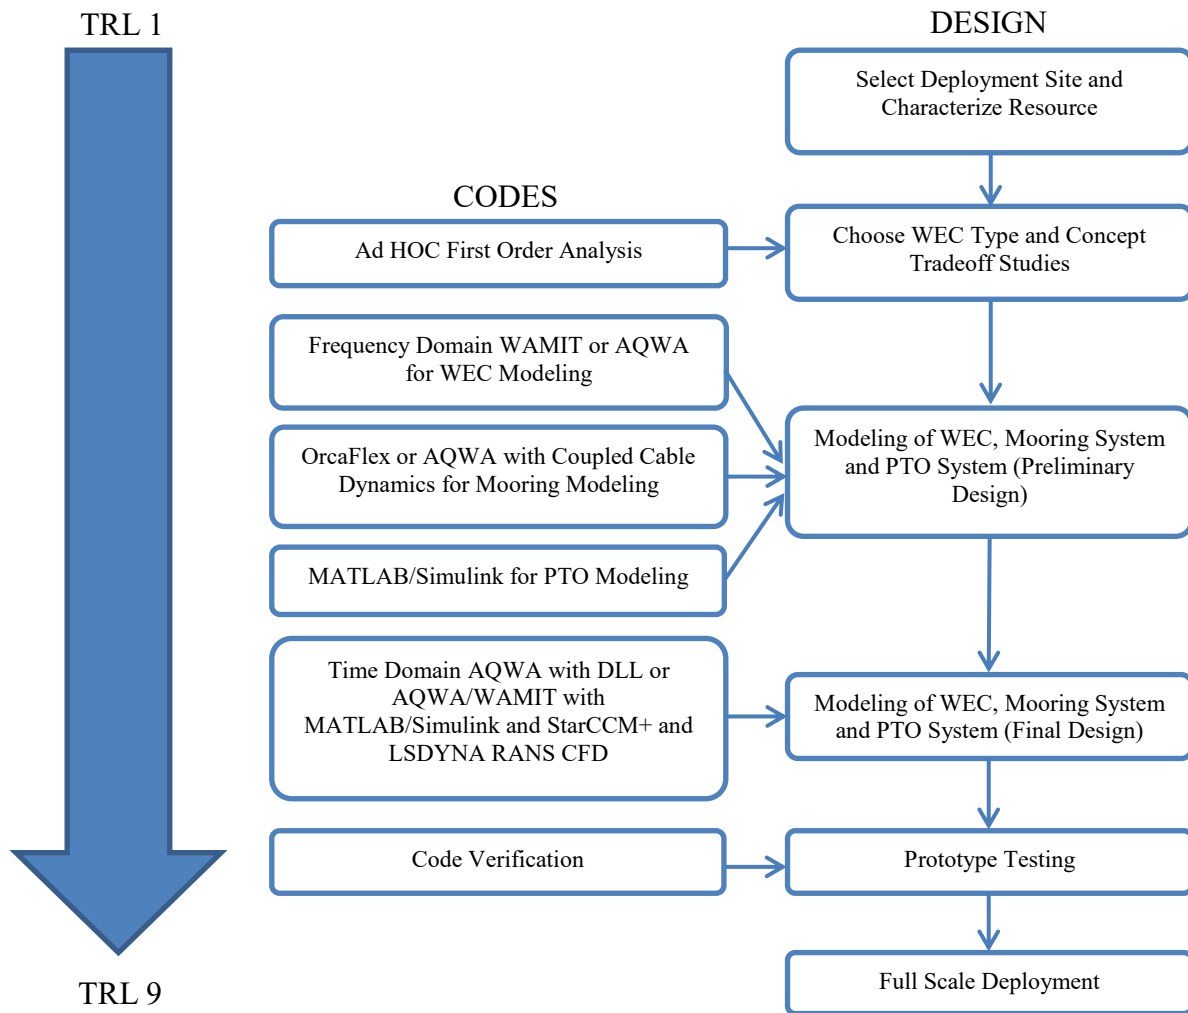 TRL 1
DESIGN
Select Deployment Site and
Characterize Resource
CODES
Ad HOC First Order Analysis
Choose WEC Type and Concept
Tradeoff Studies
Frequency Domain WAMIT or AQWA
for WEC Modeling
OrcaFlex or AQWA with Coupled Cable
Dynamics for Mooring Modeling
MATLAB/Simulink for PTO Modeling
Modeling of WEC, Mooring System
and PTO System (Preliminary
Design)
Time Domain AQWA with DLL or
AQWA/WAMIT with
MATLAB/Simulink and StarCCM+ and
LSDYNA RANS CFD
Modeling of WEC, Mooring System
and PTO System (Final Design)
Code Verification
Prototype Testing
Full Scale Deployment
TRL 9